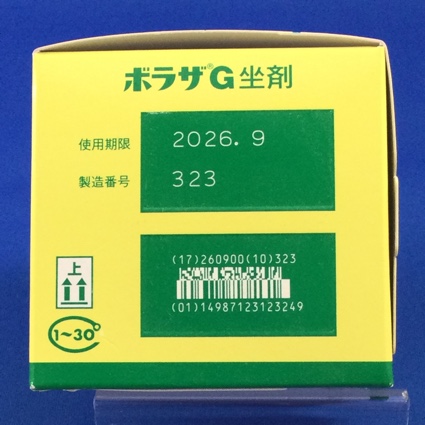 ボラザ®G坐剤
使用期限 2026.9
製造番号 323
(17)260900(10)323
(01)14987123123249
上
1~30°